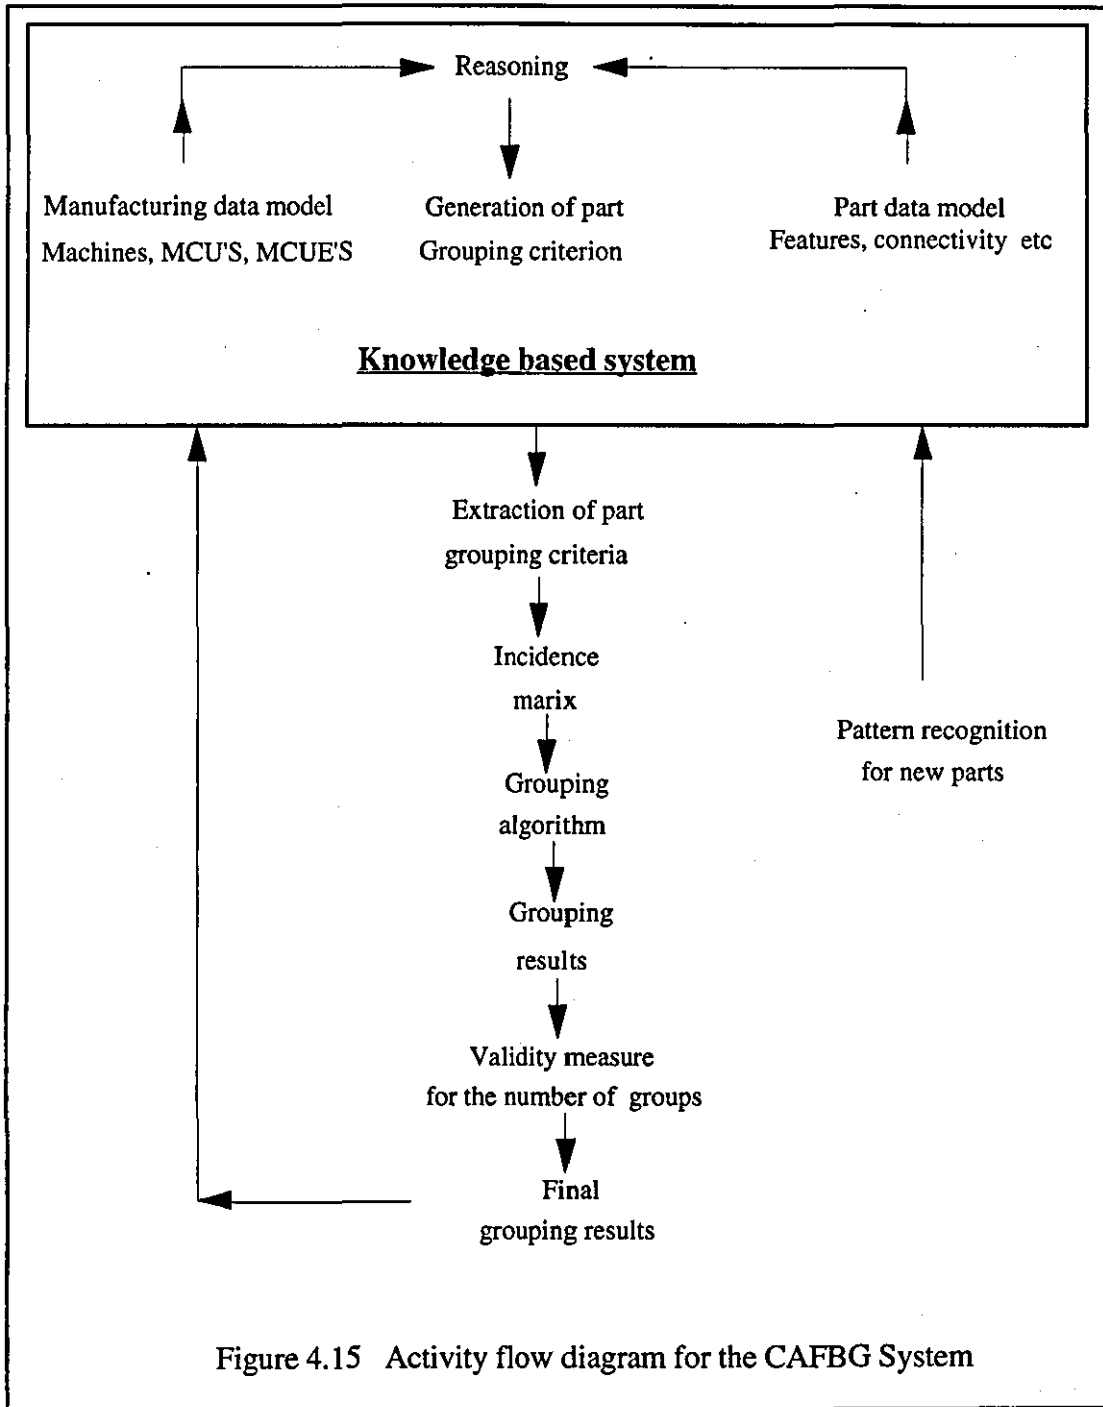 Reasoning
Manufacturing data model
Machines, MCU'S, MCUE'S
Generation of part
Grouping criterion
Part data model
Features, connectivity etc
Knowledge based system
Extraction of part
grouping criteria
Incidence
marix
Grouping
algorithm
Grouping
results
Validity measure
for the number of groups
Final
grouping results
Pattern recognition
for new parts
Figure 4.15 Activity flow diagram for the CAFBG System